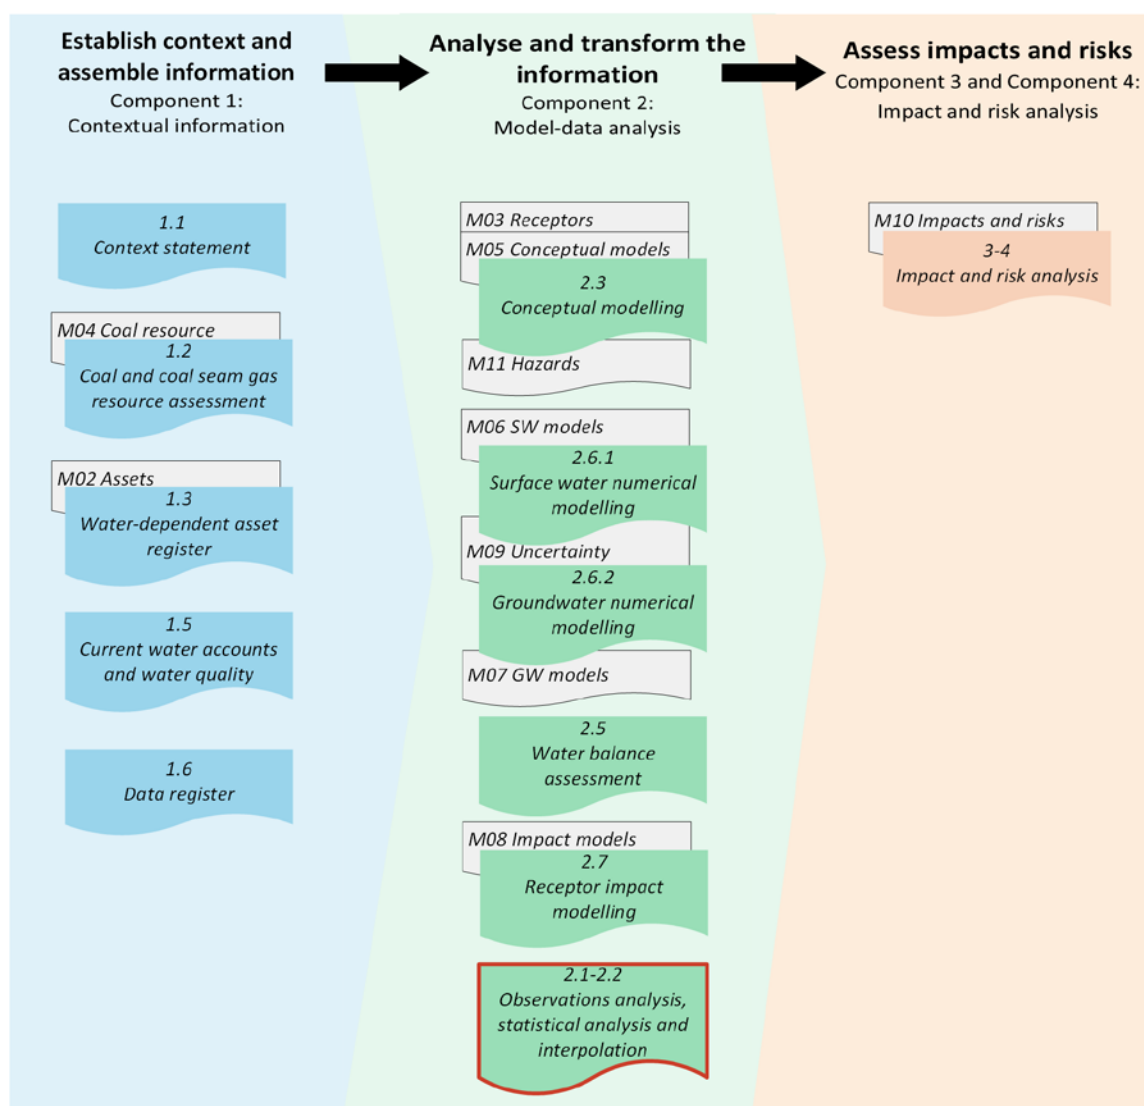 Establish context and
assemble information
Component 1:
Contextual information
1.1
Context statement
M04 Coal resource
1.2
Coal and coal seam gas
resource assessment
M02 Assets
1.3
Water-dependent asset
register
1.5
Current water accounts
and water quality
1.6
Data register
Analyse and transform the
information
Component 2:
Model-data analysis
M03 Receptors
M05 Conceptual models
2.3
Conceptual modelling
M11 Hazards
M06 SW models
2.6.1
Surface water numerical
modelling
M09 Uncertainty
2.6.2
Groundwater numerical
modelling
M07 GW models
2.5
Water balance
assessment
M08 Impact models
2.7
Receptor impact
modelling
2.1-2.2
Observations analysis,
statistical analysis and
interpolation
Assess impacts and risks
Component 3 and Component 4:
Impact and risk analysis
M10 Impacts and risks
3-4
Impact and risk analysis